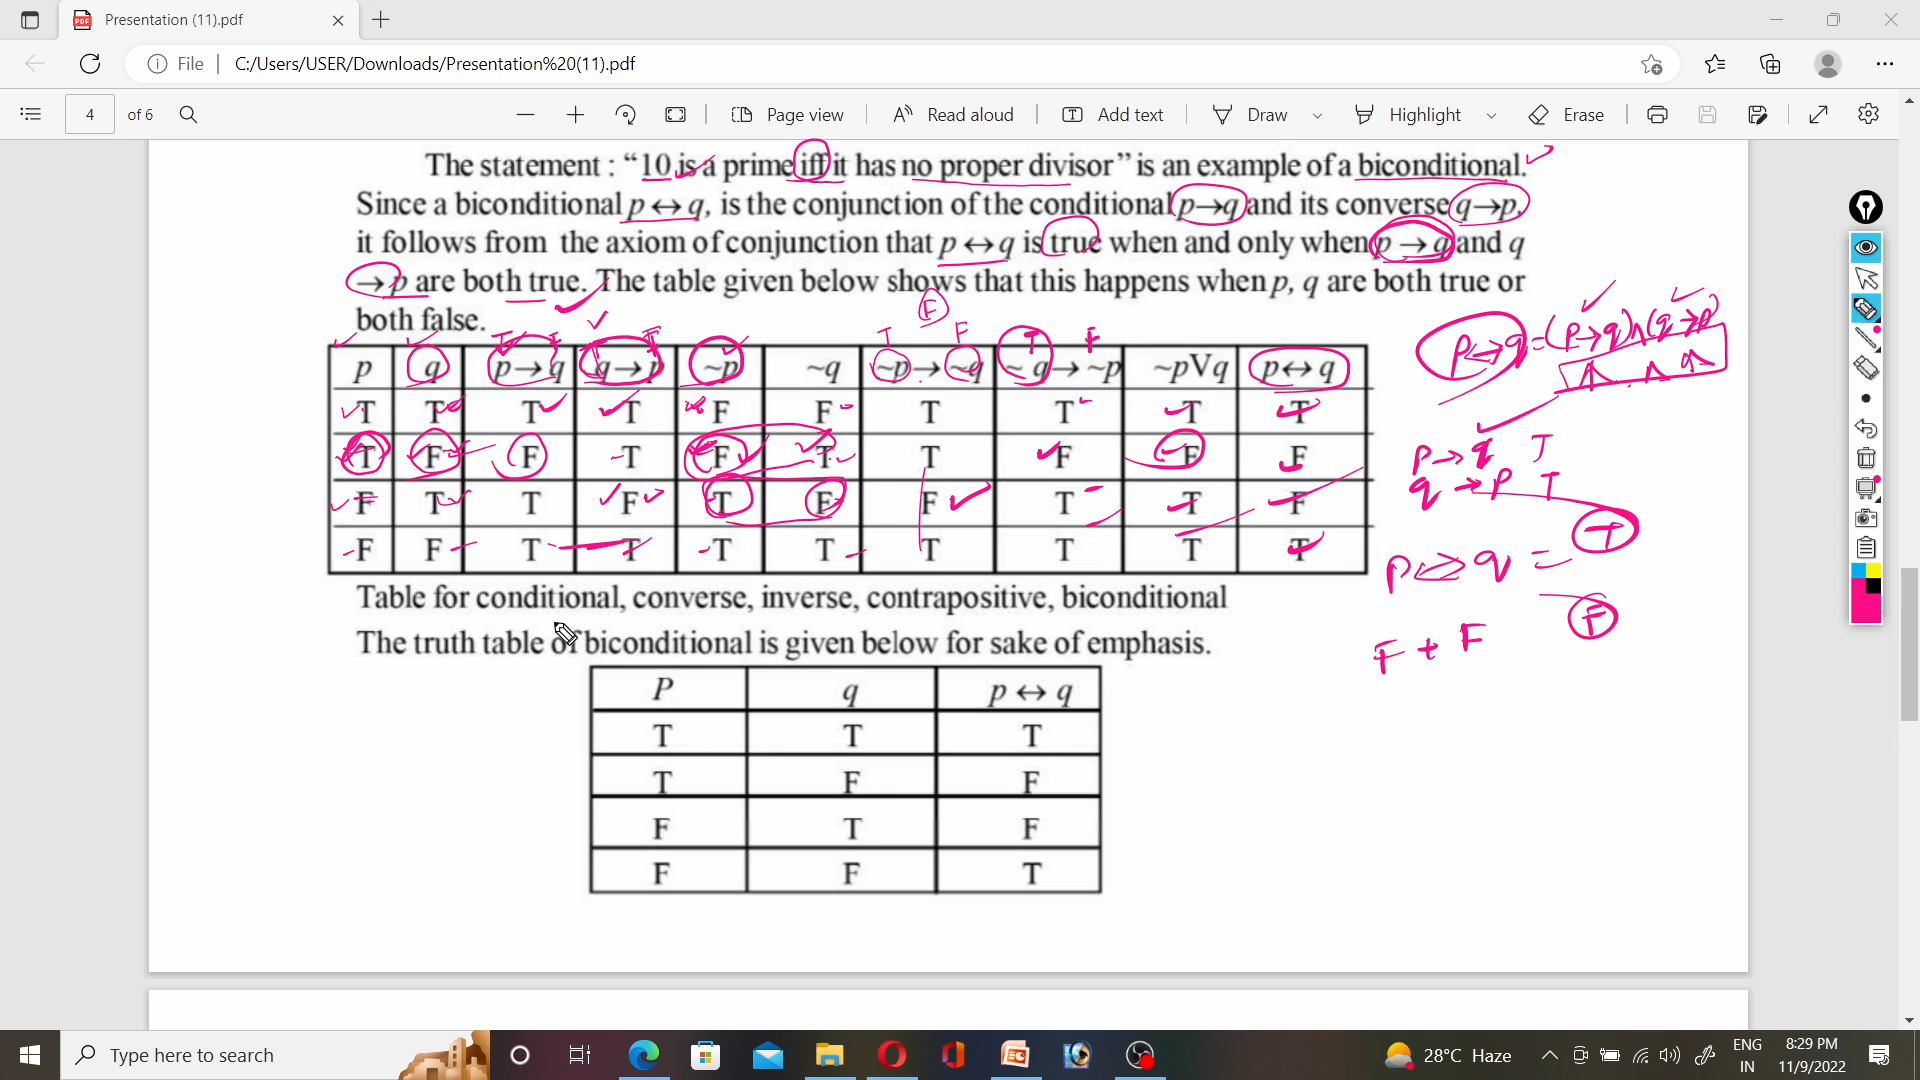 Presentation (11).pdf
File | C:/Users/USER/Downloads/Presentation%20(11).pdf
4 of 6 Page view Read aloud Add text Draw Highlight Erase
The statement : “10 is a prime iff it has no proper divisor” is an example of a biconditional.
Since a biconditional p ↔ q, is the conjunction of the conditional p→q and its converse q→p,
it follows from the axiom of conjunction that p ↔ q is true when and only when p → q and q
→p are both true. The table given below shows that this happens when p, q are both true or
both false.
p↔q = (p→q)∧(q→p)
T F T F
p q p→q q→p ~p ~q ~p→~q ~q→~p ~pVq p↔q
T T T T F F T T T T
T F F T F T T F F F
F T T F T F F T T F
F F T T T T T T T T
p→q T
q→p T
T
p↔q =
F
F + F
Table for conditional, converse, inverse, contrapositive, biconditional
The truth table of biconditional is given below for sake of emphasis.
P q p ↔ q
T T T
T F F
F T F
F F T
Type here to search
28°C Haze ENG IN 8:29 PM 11/9/2022